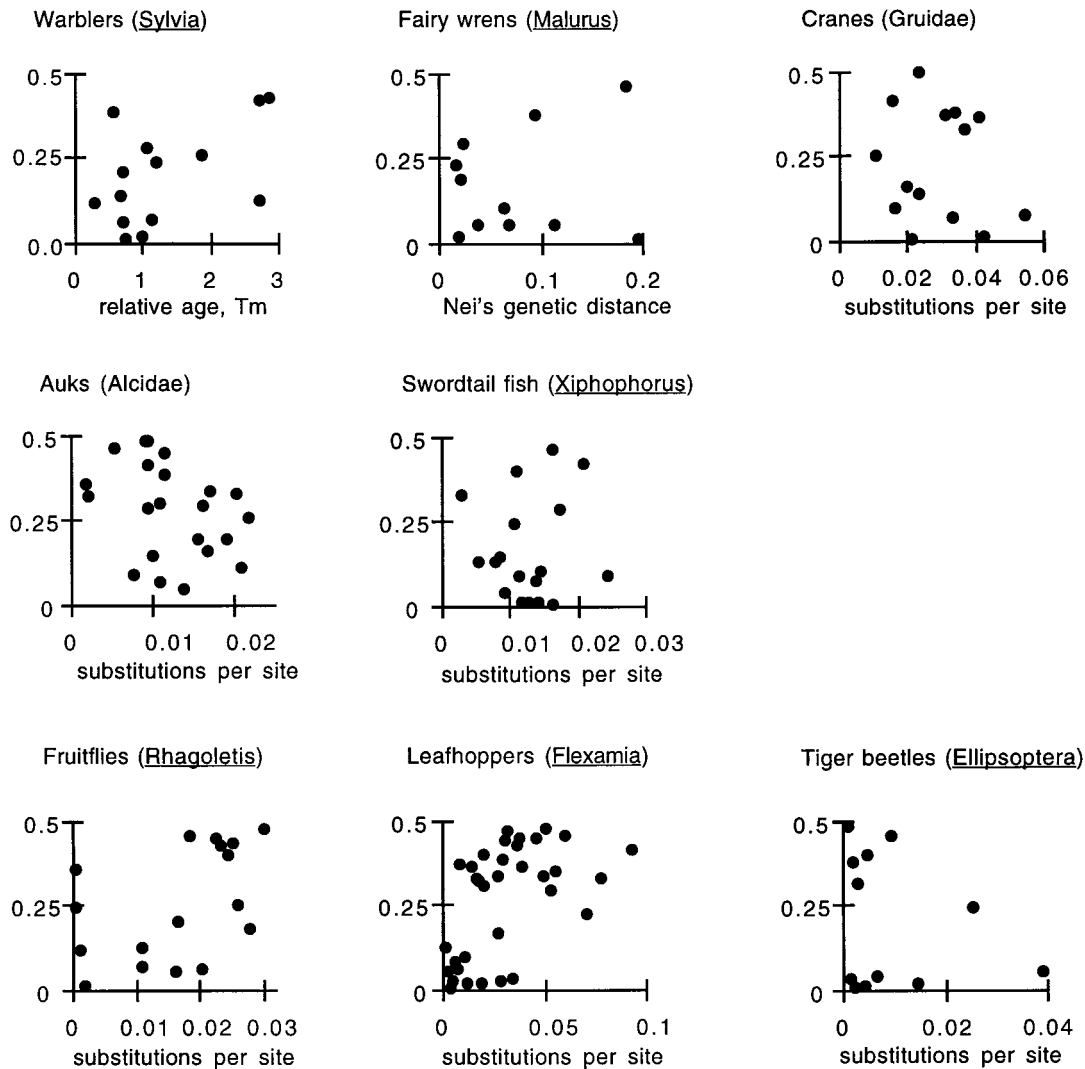 Warblers (Sylvia)
Fairy wrens (Malurus)
Cranes (Gruidae)
0.5
0.25
0.0
0 1 2 3
relative age, Tm
0.5
0.25
0
0 0.1 0.2
Nei's genetic distance
0.5
0.25
0
0 0.02 0.04 0.06
substitutions per site
Auks (Alcidae)
Swordtail fish (Xiphophorus)
0.5
0.25
0
0 0.01 0.02
substitutions per site
0.5
0.25
0
0 0.01 0.02 0.03
substitutions per site
Fruitflies (Rhagoletis)
Leafhoppers (Flexamia)
Tiger beetles (Ellipsoptera)
0.5
0.25
0
0 0.01 0.02 0.03
substitutions per site
0.5
0.25
0
0 0.05 0.1
substitutions per site
0.5
0.25
0
0 0.02 0.04
substitutions per site